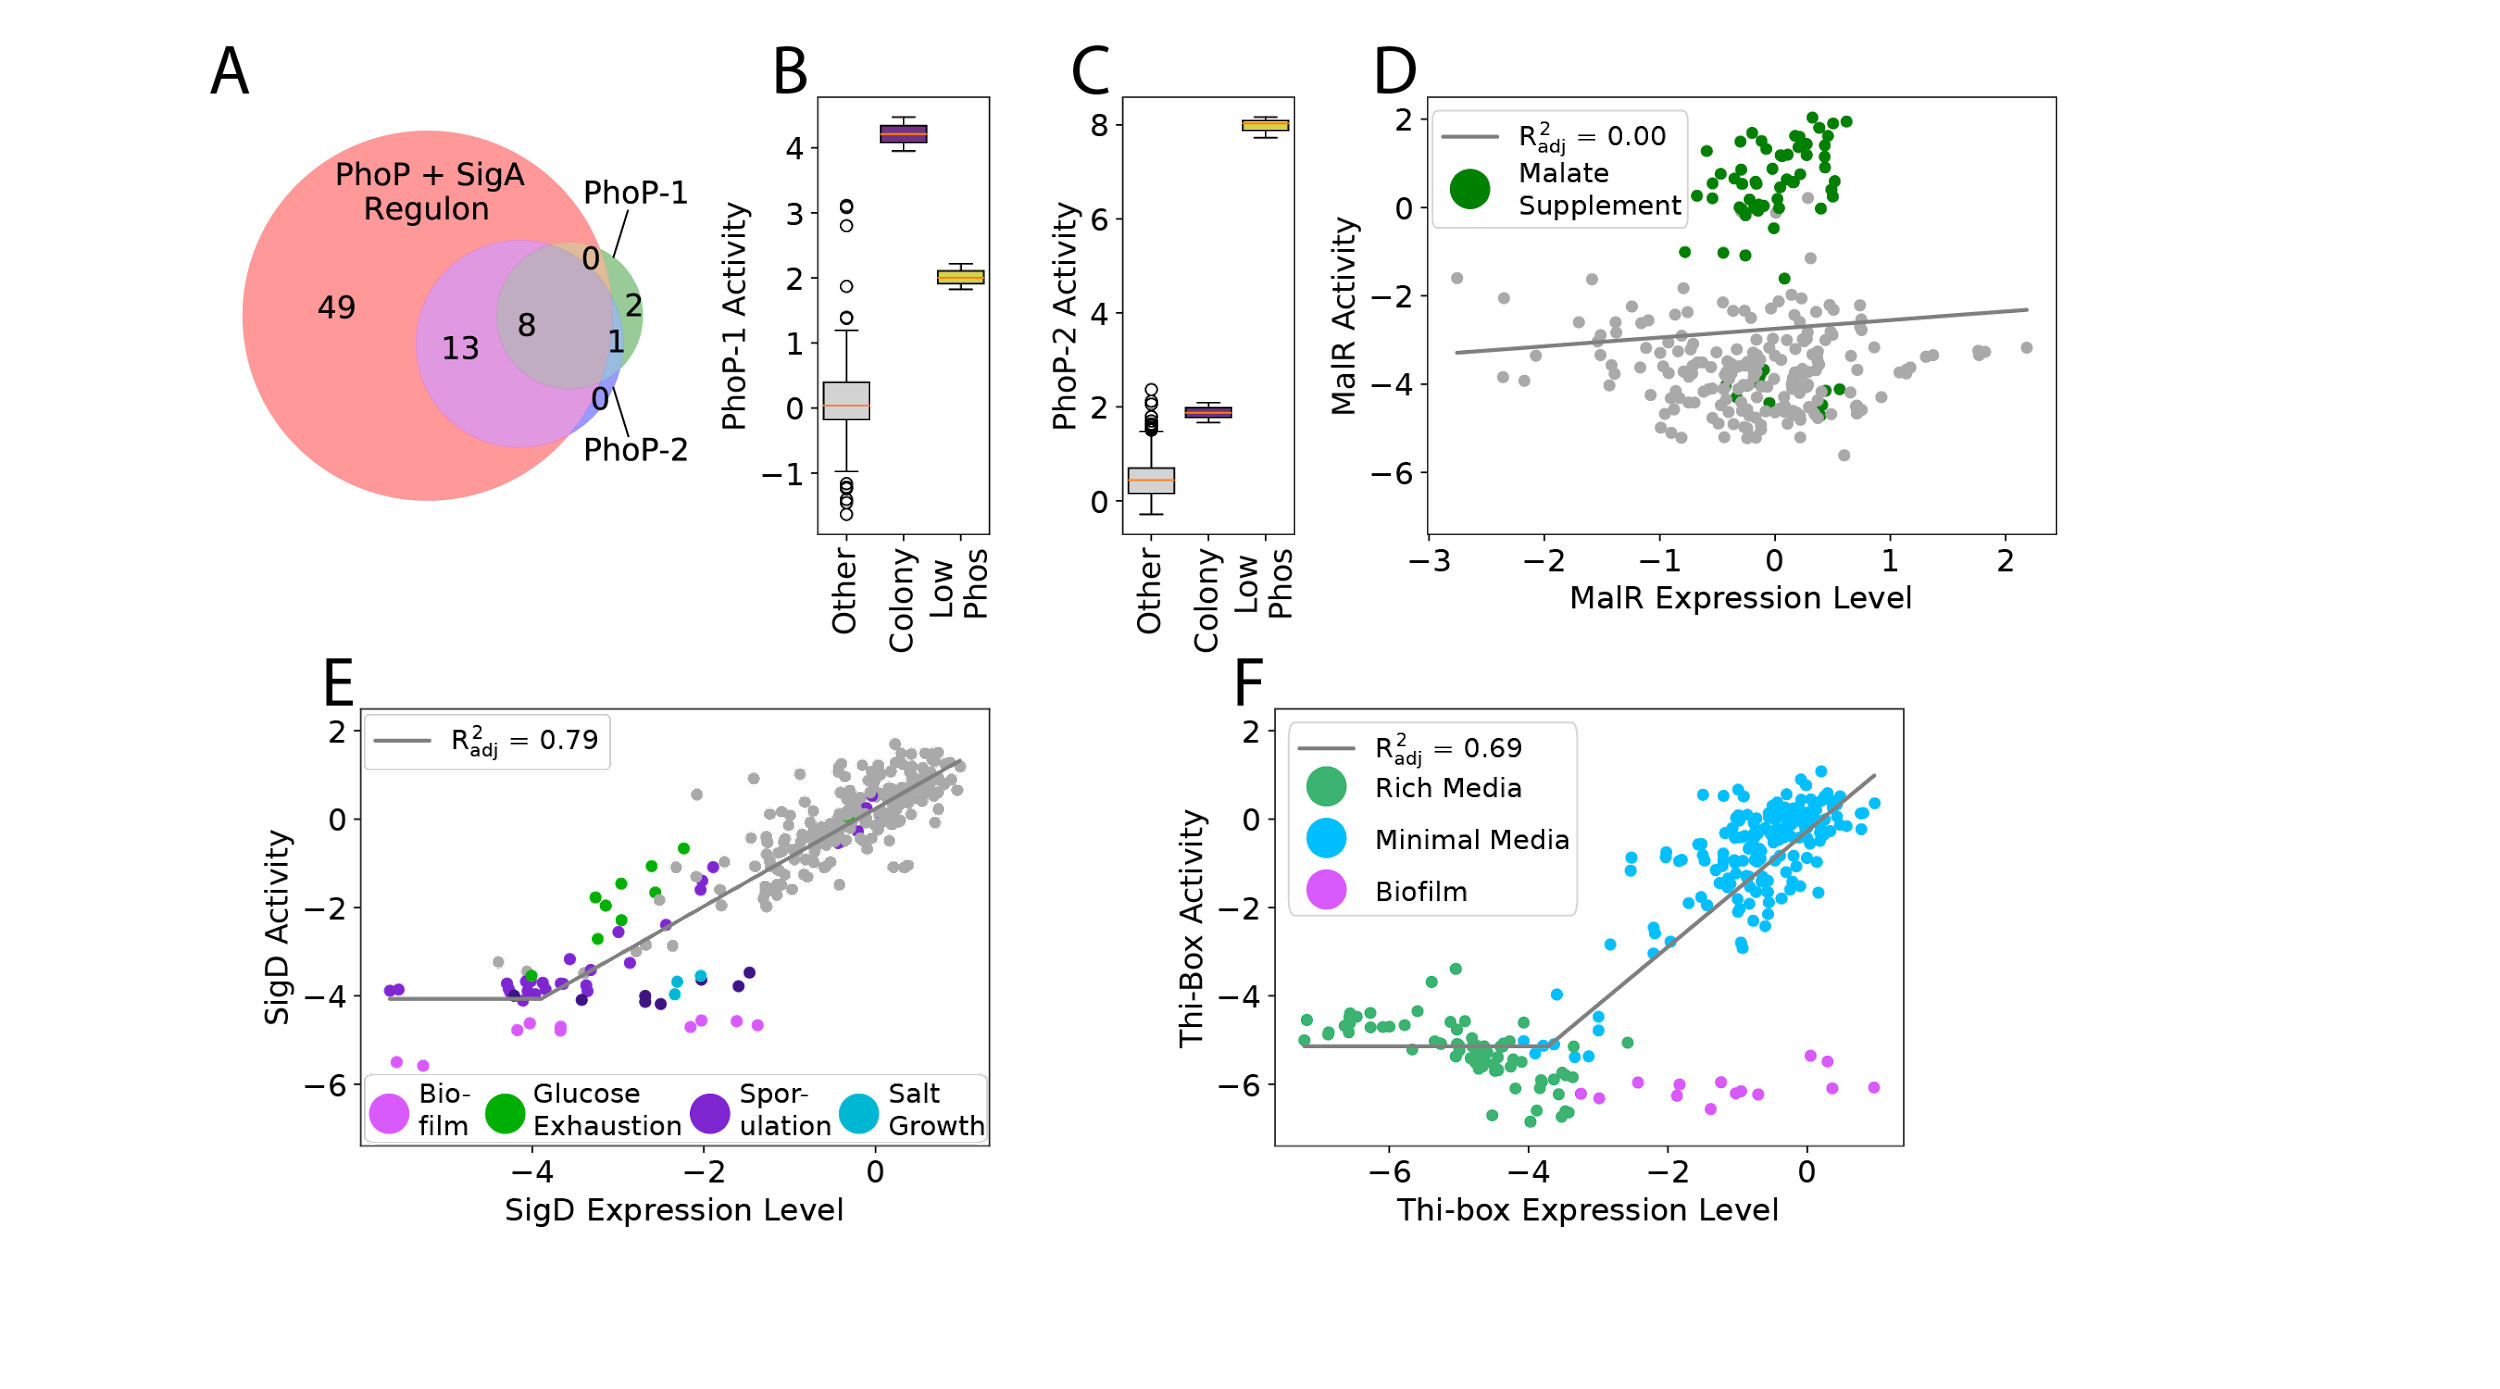 A
PhoP + SigA
Regulon
PhoP-1
PhoP-2
49
13
8
0
2
1
0
B
PhoP-1 Activity
4
3
2
1
0
−1
Other
Colony
Low
Phos
C
PhoP-2 Activity
8
6
4
2
0
Other
Colony
Low
Phos
D
MalR Activity
2
0
−2
−4
−6
R²adj = 0.00
Malate
Supplement
−3 −2 −1 0 1 2
MalR Expression Level
E
SigD Activity
2
0
−2
−4
−6
R²adj = 0.79
Bio-
film
Glucose
Exhaustion
Spor-
ulation
Salt
Growth
−4 −2 0
SigD Expression Level
F
Thi-Box Activity
2
0
−2
−4
−6
R²adj = 0.69
Rich Media
Minimal Media
Biofilm
−6 −4 −2 0
Thi-box Expression Level